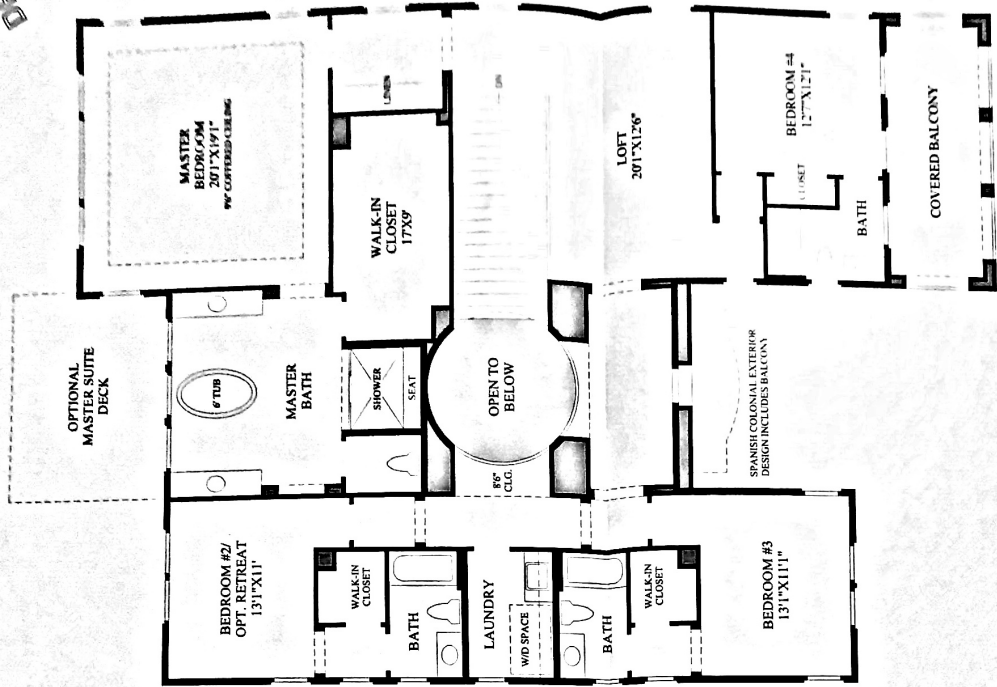 OPTIONAL
MASTER SUITE
DECK
MASTER
BEDROOM
20'1"X19'1"
9'6" COFFERED CEILING
LINEN
WALK-IN
CLOSET
17'X9'
DN
LOFT
20'1"X12'6"
BEDROOM #4
12'7"X12'1"
CLOSET
BATH
COVERED BALCONY
6' TUB
MASTER
BATH
SHOWER
SEAT
OPEN TO
BELOW
8'6"
CLG.
SPANISH COLONIAL EXTERIOR
DESIGN INCLUDES BALCONY
BEDROOM #2/
OPT. RETREAT
13'1"X11'
WALK-IN
CLOSET
BATH
LAUNDRY
W/D SPACE
BATH
WALK-IN
CLOSET
BEDROOM #3
13'1"X11'1"